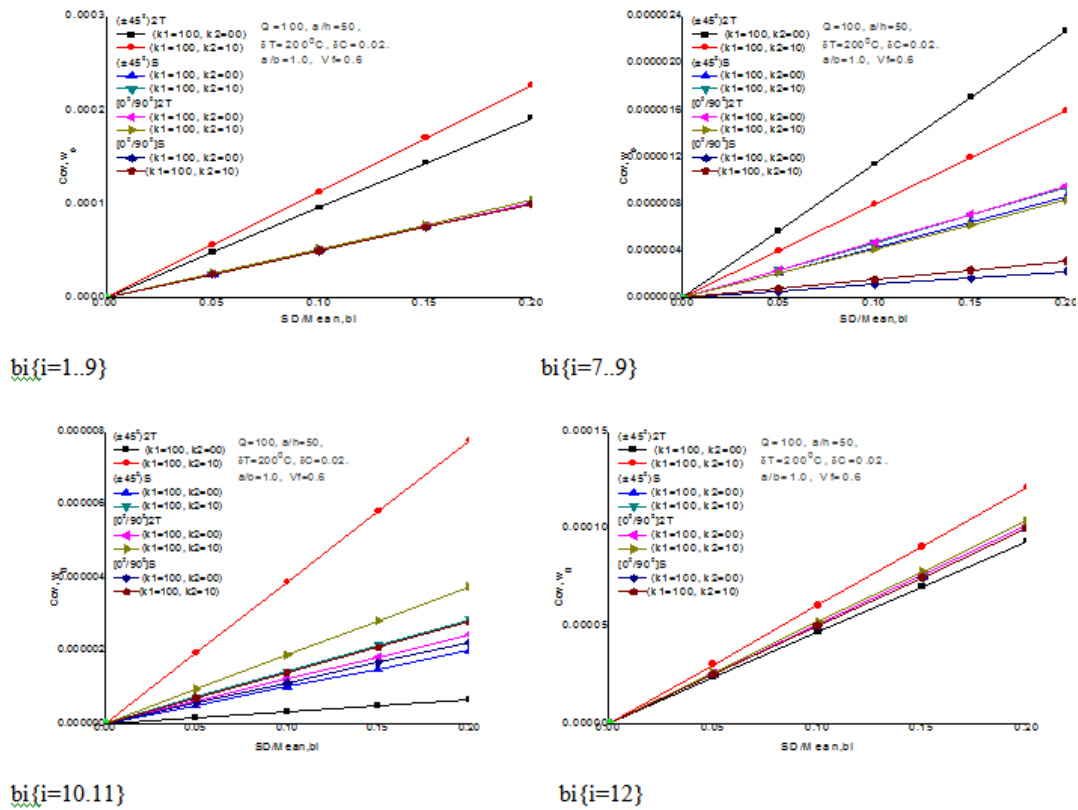 0.0003
(±45°)2T
(k1=100, k2=00)
(k1=100, k2=10)
(±45°)S
(k1=100, k2=00)
(k1=100, k2=10)
[0°/90°]2T
(k1=100, k2=00)
(k1=100, k2=10)
[0°/90°]S
(k1=100, k2=00)
(k1=100, k2=10)
Q=100, a/h=50,
δT=200⁰C, δC=0.02.
a/b=1.0, Vf=0.6
0.0002
0.0001
0.0000
Cov, w
0.00
0.05
0.10
0.15
0.20
SD/Mean,bi
bi{i=1..9}
0.0000024
(±45°)2T
(k1=100, k2=00)
(k1=100, k2=10)
(±45°)S
(k1=100, k2=00)
(k1=100, k2=10)
[0°/90°]2T
(k1=100, k2=00)
(k1=100, k2=10)
[0°/90°]S
(k1=100, k2=00)
(k1=100, k2=10)
Q=100, a/h=50,
δT=200⁰C, δC=0.02.
a/b=1.0, Vf=0.6
0.0000012
0.0000008
0.0000004
0.0000000
0.00
0.05
0.10
0.15
0.20
SD/Mean,bi
bi{i=7..9}
0.000008
(±45°)2T
(k1=100, k2=00)
(k1=100, k2=10)
(±45°)S
(k1=100, k2=00)
(k1=100, k2=10)
[0°/90°]2T
(k1=100, k2=00)
(k1=100, k2=10)
[0°/90°]S
(k1=100, k2=00)
(k1=100, k2=10)
Q=100, a/h=50,
δT=200⁰C, δC=0.02.
a/b=1.0, Vf=0.6
0.000006
0.000004
0.000002
0.000000
Cov, w
0.00
0.05
0.10
0.15
0.20
SD/Mean,bi
bi{i=10.11}
0.00015
(±45°)2T
(k1=100, k2=00)
(k1=100, k2=10)
(±45°)S
(k1=100, k2=00)
(k1=100, k2=10)
[0°/90°]2T
(k1=100, k2=00)
(k1=100, k2=10)
[0°/90°]S
(k1=100, k2=00)
(k1=100, k2=10)
Q=100, a/h=50,
δT=200⁰C, δC=0.02.
a/b=1.0, Vf=0.6
0.00010
0.00005
0.0000
Cov, w
0.00
0.05
0.10
0.15
0.20
SD/Mean,bi
bi{i=12}